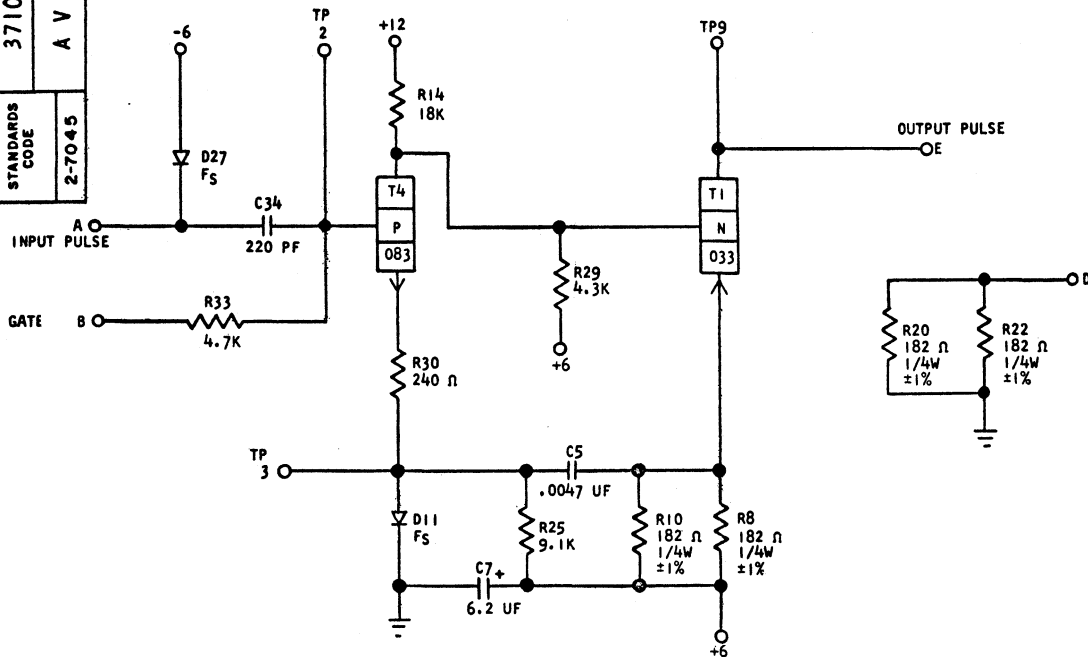 3710
A V
STANDARDS
CODE
2-7045
-6
TP
2
+12
TP9
R14
18K
OUTPUT PULSE
E
D27
FS
C34
220 PF
A
INPUT PULSE
T4
P
083
T1
N
033
R29
4.3K
+6
GATE
B
R33
4.7K
R30
240 Ω
D
R20
182 Ω
1/4W
±1%
R22
182 Ω
1/4W
±1%
TP
3
C5
.0047 UF
D11
FS
R25
9.1K
R10
182 Ω
1/4W
±1%
R8
182 Ω
1/4W
±1%
C7 +
6.2 UF
+6